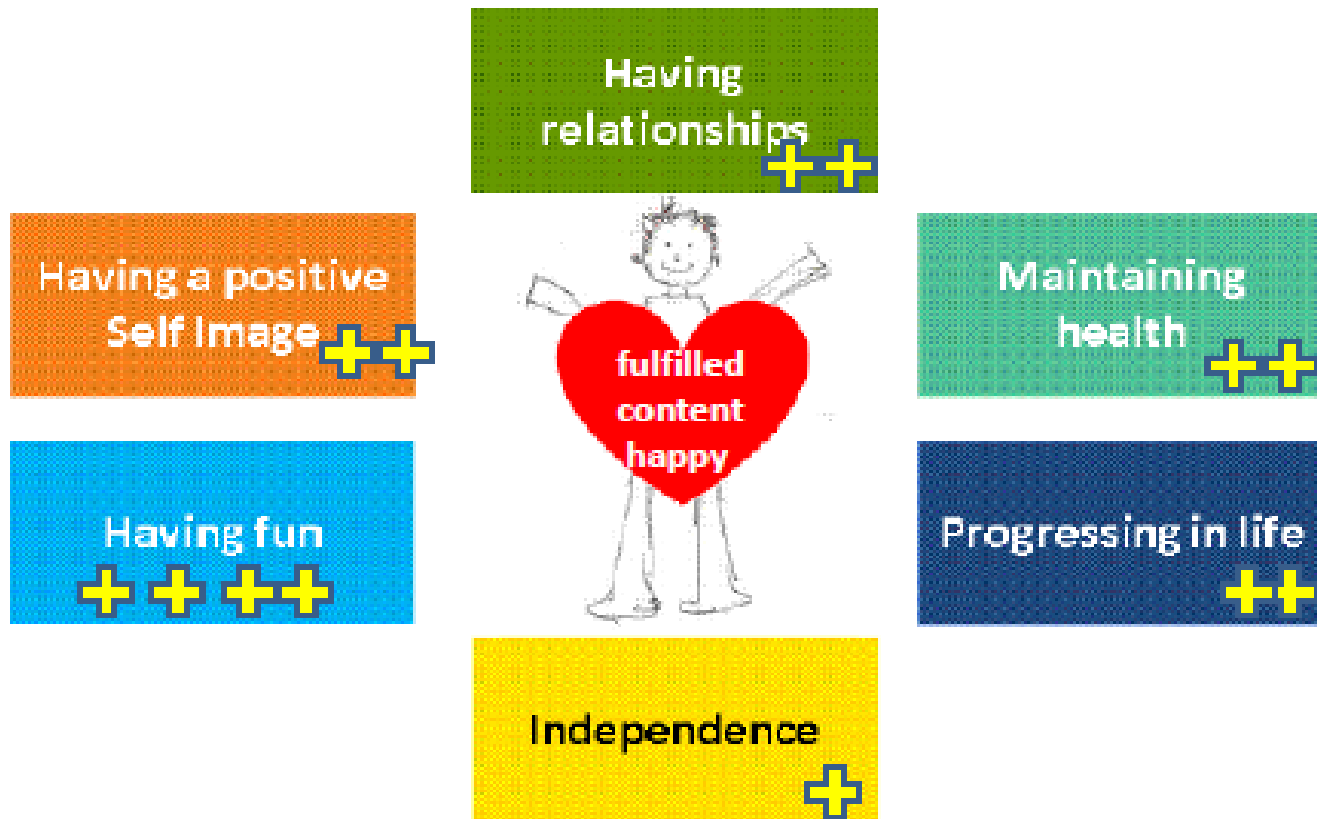 Having
relationships
Having a positive
Self Image
Maintaining
health
fulfilled
content
happy
Having fun
Progressing in life
Independence